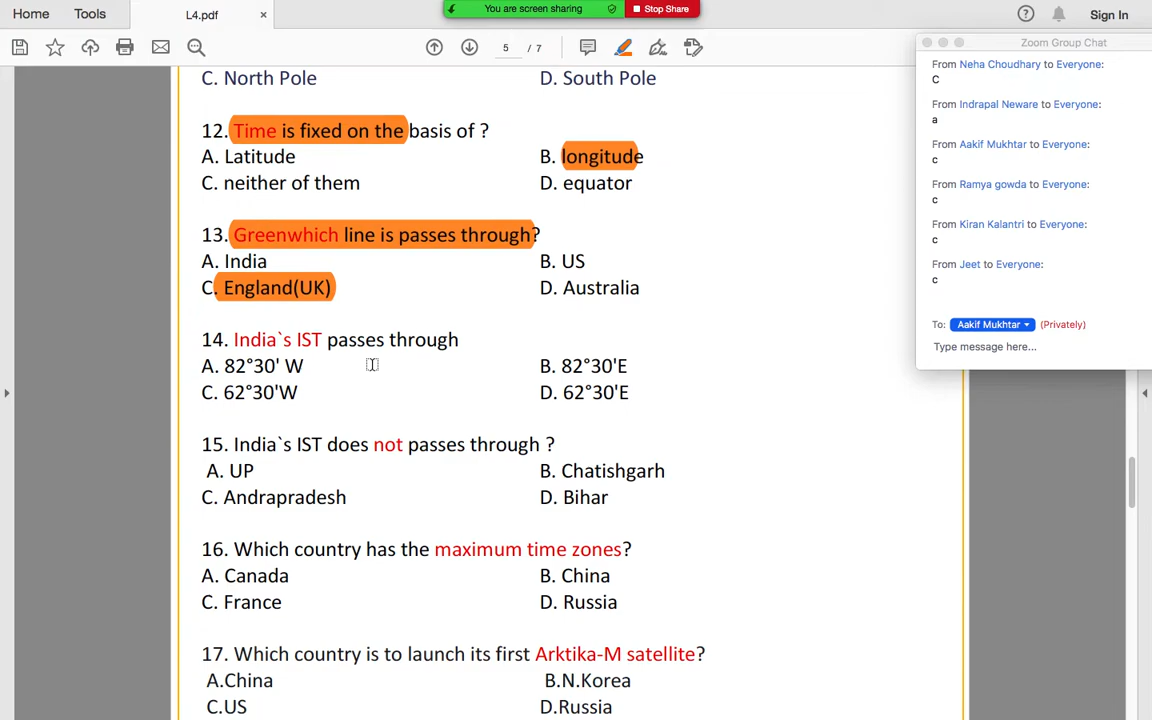 Home Tools L4.pdf ×
You are screen sharing Stop Share
Sign In
5 / 7
C. North Pole D. South Pole
12. Time is fixed on the basis of ?
A. Latitude B. longitude
C. neither of them D. equator
13. Greenwhich line is passes through?
A. India B. US
C. England(UK) D. Australia
14. India`s IST passes through
A. 82°30' W B. 82°30'E
C. 62°30'W D. 62°30'E
15. India`s IST does not passes through ?
A. UP B. Chatishgarh
C. Andrapradesh D. Bihar
16. Which country has the maximum time zones?
A. Canada B. China
C. France D. Russia
17. Which country is to launch its first Arktika-M satellite?
A.China B.N.Korea
C.US D.Russia
Zoom Group Chat
From Neha Choudhary to Everyone:
C
From Indrapal Neware to Everyone:
a
From Aakif Mukhtar to Everyone:
c
From Ramya gowda to Everyone:
c
From Kiran Kalantri to Everyone:
c
From Jeet to Everyone:
c
To: Aakif Mukhtar (Privately)
Type message here...